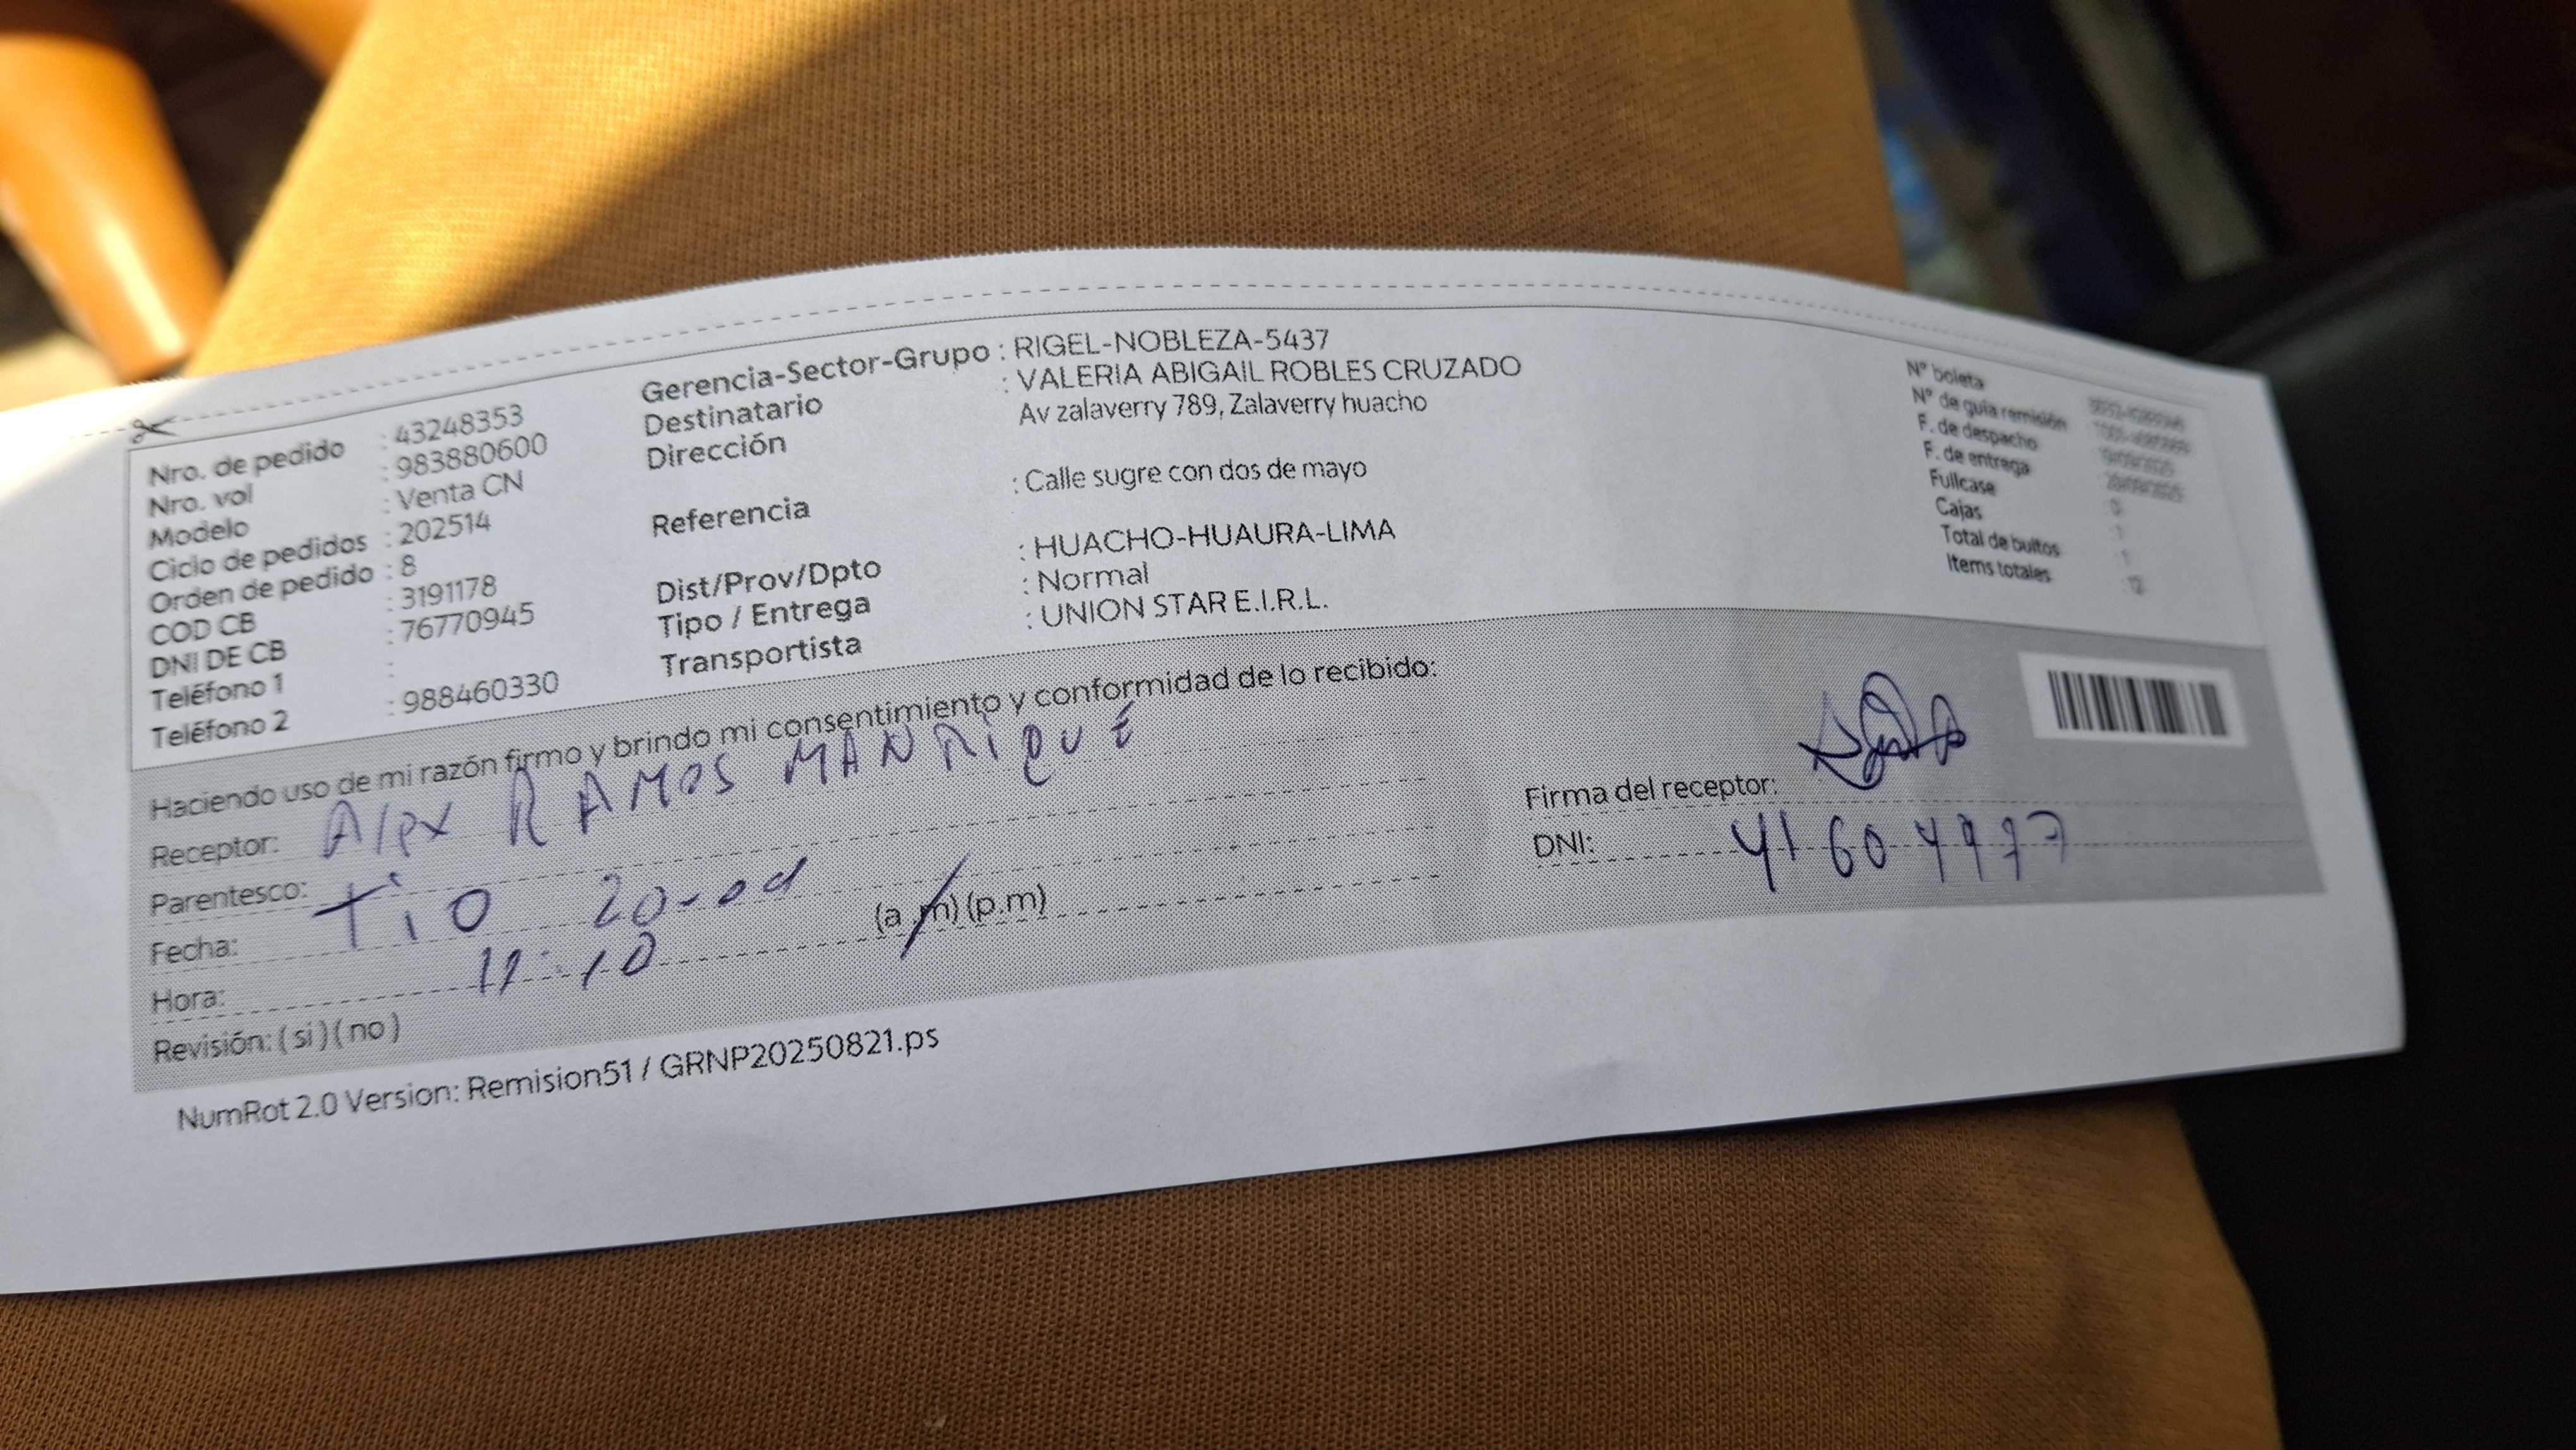 Nro. de pedido : 43248353
Nro. vol : 983880600
Modelo : Venta CN
Ciclo de pedidos : 202514
Orden de pedido : 8
COD CB : 3191178
DNI DE CB : 76770945
Teléfono 1 :
Teléfono 2 : 988460330
Gerencia-Sector-Grupo : RIGEL-NOBLEZA-5437
Destinatario : VALERIA ABIGAIL ROBLES CRUZADO
Dirección Av zalaverry 789, Zalaverry huacho
Referencia : Calle sugre con dos de mayo
Dist/Prov/Dpto : HUACHO-HUAURA-LIMA
Tipo / Entrega : Normal
Transportista : UNION STAR E.I.R.L.
N° boleta
N° de guía remisión
F. de despacho
F. de entrega
Fullcase : 0
Cajas : 1
Total de bultos : 1
Items totales : 12
Haciendo uso de mi razón firmo y brindo mi consentimiento y conformidad de lo recibido:
Receptor: Alex RAMOS MANRIQUE
Parentesco: Tio
Fecha:
Hora: 11:10 (a.m) (p.m)
Revisión: ( si ) ( no )
Firma del receptor:
DNI:
NumRot 2.0 Version: Remision51 / GRNP20250821.ps